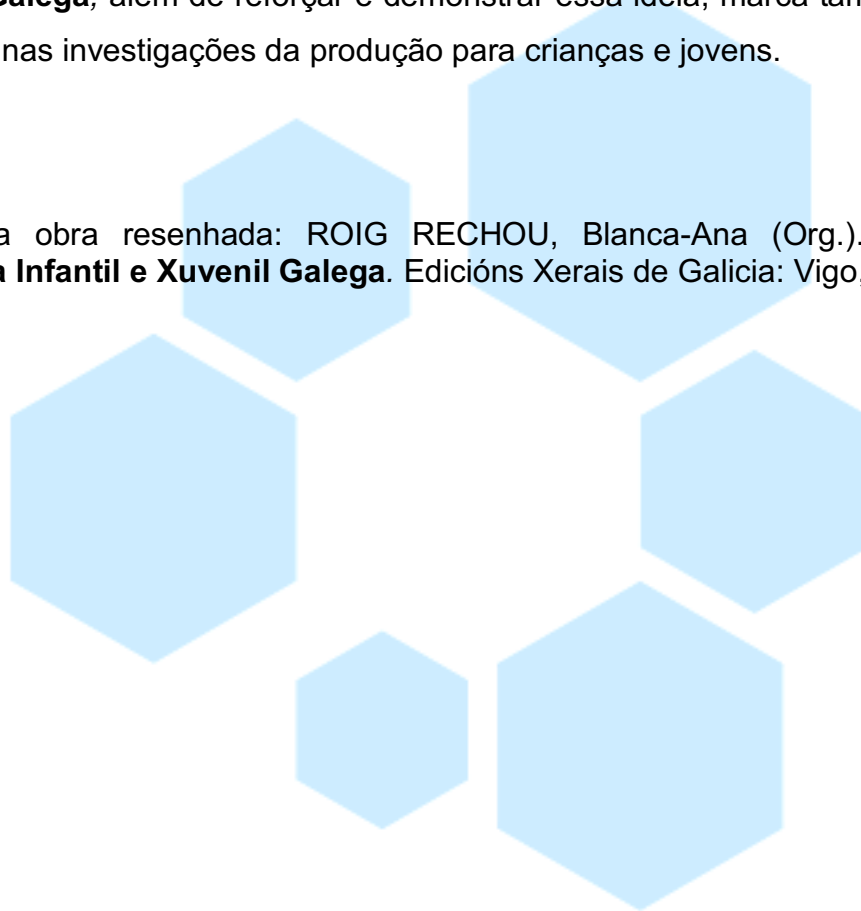 Galega, além de reforçar e demonstrar essa ideia, marca tam
nas investigações da produção para crianças e jovens.
a obra resenhada: ROIG RECHOU, Blanca-Ana (Org.).
a Infantil e Xuvenil Galega. Edicións Xerais de Galicia: Vigo,